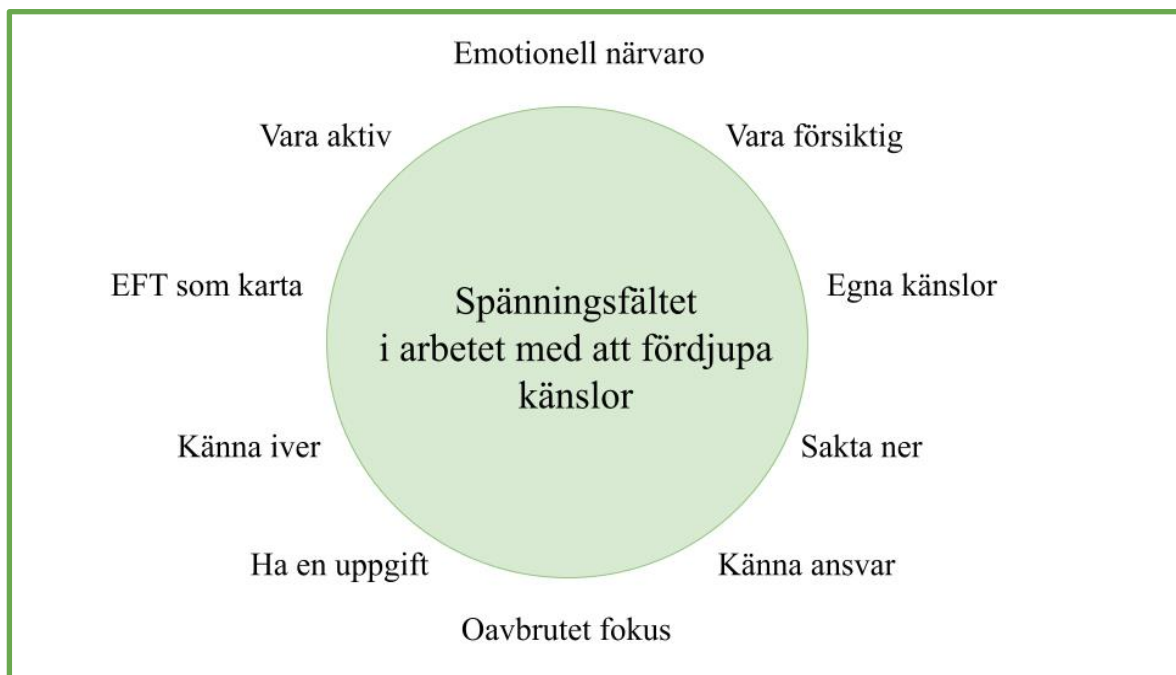 Emotionell närvaro
Vara aktiv
Vara försiktig
EFT som karta
Egna känslor
Spänningsfältet
i arbetet med att fördjupa
känslor
Känna iver
Sakta ner
Ha en uppgift
Känna ansvar
Oavbrutet fokus